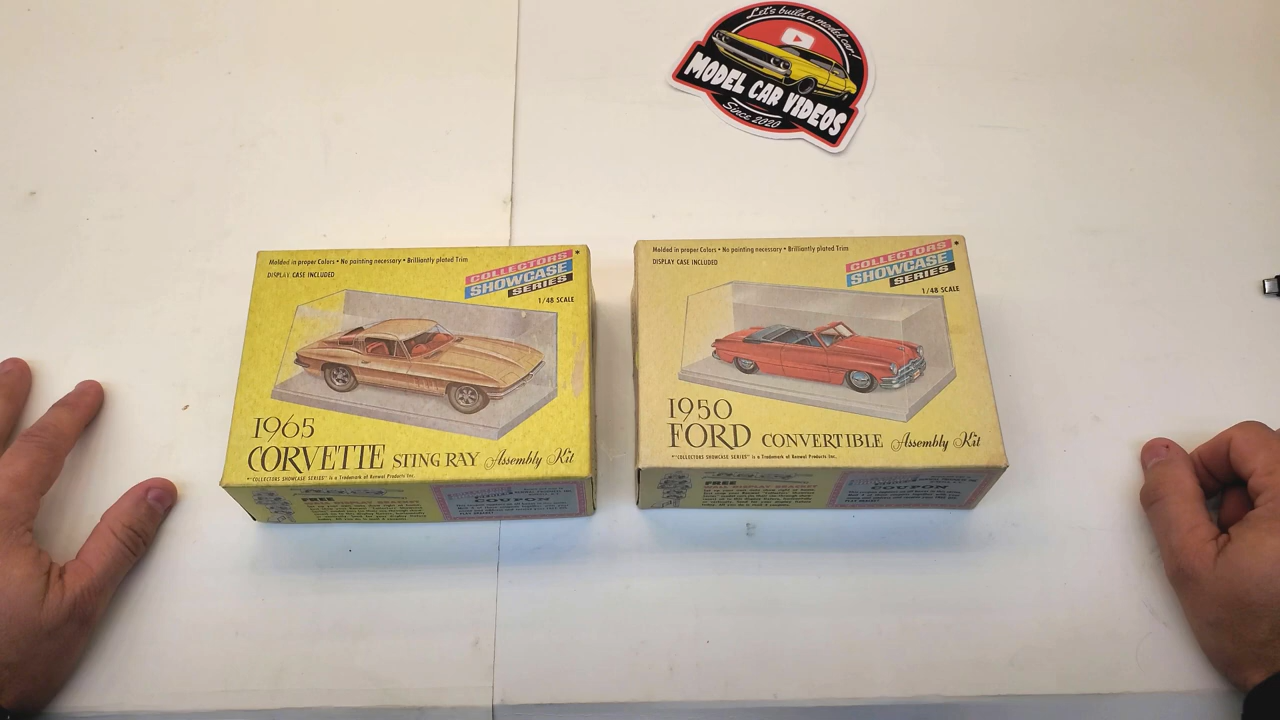 Let's build a model car!
MODEL CAR VIDEOS
Since 2020
Molded in proper Colors • No painting necessary • Brilliantly plated Trim
DISPLAY CASE INCLUDED
COLLECTORS
SHOWCASE
SERIES
*
1/48 SCALE
1965
CORVETTE STING RAY Assembly Kit
*"COLLECTORS SHOWCASE SERIES" is a Trademark of Renwal Products Inc.
FREE
COUPON
Molded in proper Colors • No painting necessary • Brilliantly plated Trim
DISPLAY CASE INCLUDED
COLLECTORS
SHOWCASE
SERIES
*
1/48 SCALE
1950
FORD CONVERTIBLE Assembly Kit
*"COLLECTORS SHOWCASE SERIES" is a Trademark of Renwal Products Inc.
FREE
COUPON